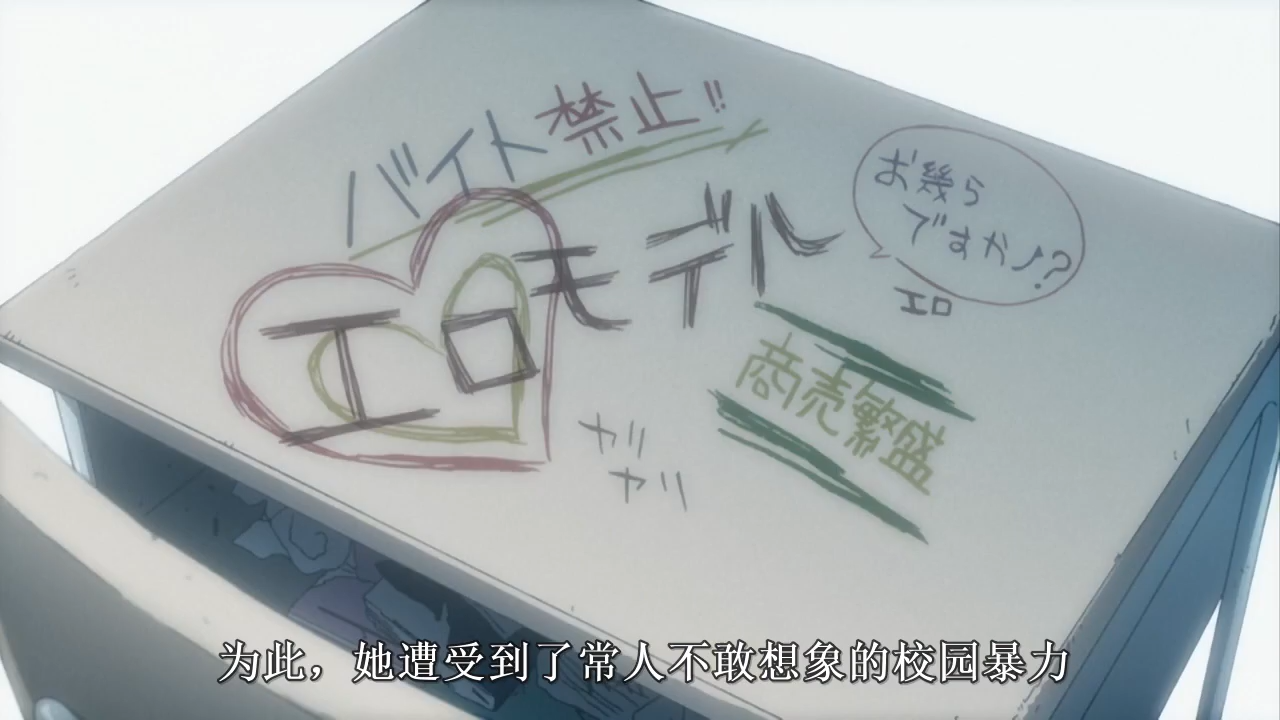 バイト禁止!!
エロモデル
お幾ら
ですか♪?
エロ
商売繁盛
ヤリ
ヤリ
为此，她遭受到了常人不敢想象的校园暴力